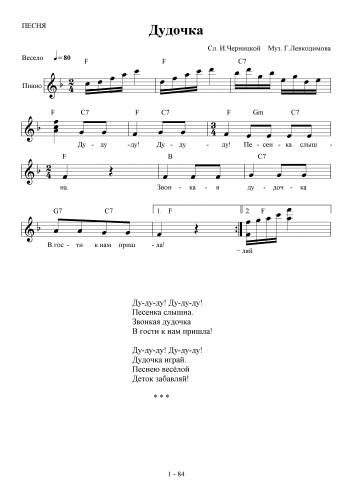 ПЕСНЯ
Дудочка
Сл. И.Черницкой Муз. Г.Левкодимова
Весело ♩= 80
F F C7
Пиано
F C7 F C7 F Gm C7
Ду - ду -ду! Ду - ду - ду! Пе - сен - ка слыш -
F B C7
на. Звон - ка - я ду - доч - ка
G7 C7 1. F 2. F
В гос - ти к нам приш - ла! - ляй.
Ду-ду-ду! Ду-ду-ду!
Песенка слышна.
Звонкая дудочка
В гости к нам пришла!
Ду-ду-ду! Ду-ду-ду!
Дудочка играй.
Песнею весёлой
Деток забавляй!
* * *
1 - 84